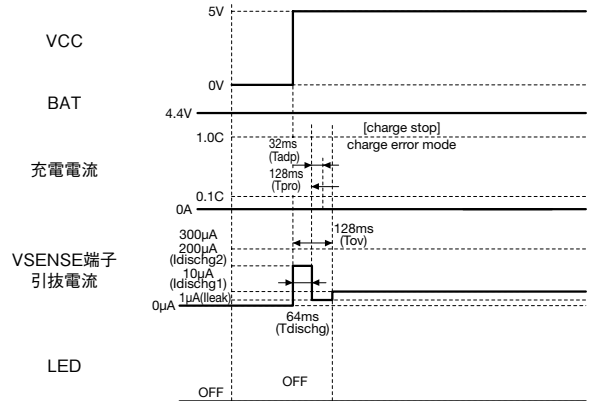 VCC
5V
0V
BAT
4.4V
[charge stop]
charge error mode
充電電流
1.0C
32ms
(Tadp)
128ms
(Tpro)
0.1C
0A
VSENSE端子
引抜電流
300μA
200μA
(Idischg2)
10μA
(Idischg1)
1μA(Ileak)
0μA
128ms
(Tov)
64ms
(Tdischg)
LED
OFF
OFF